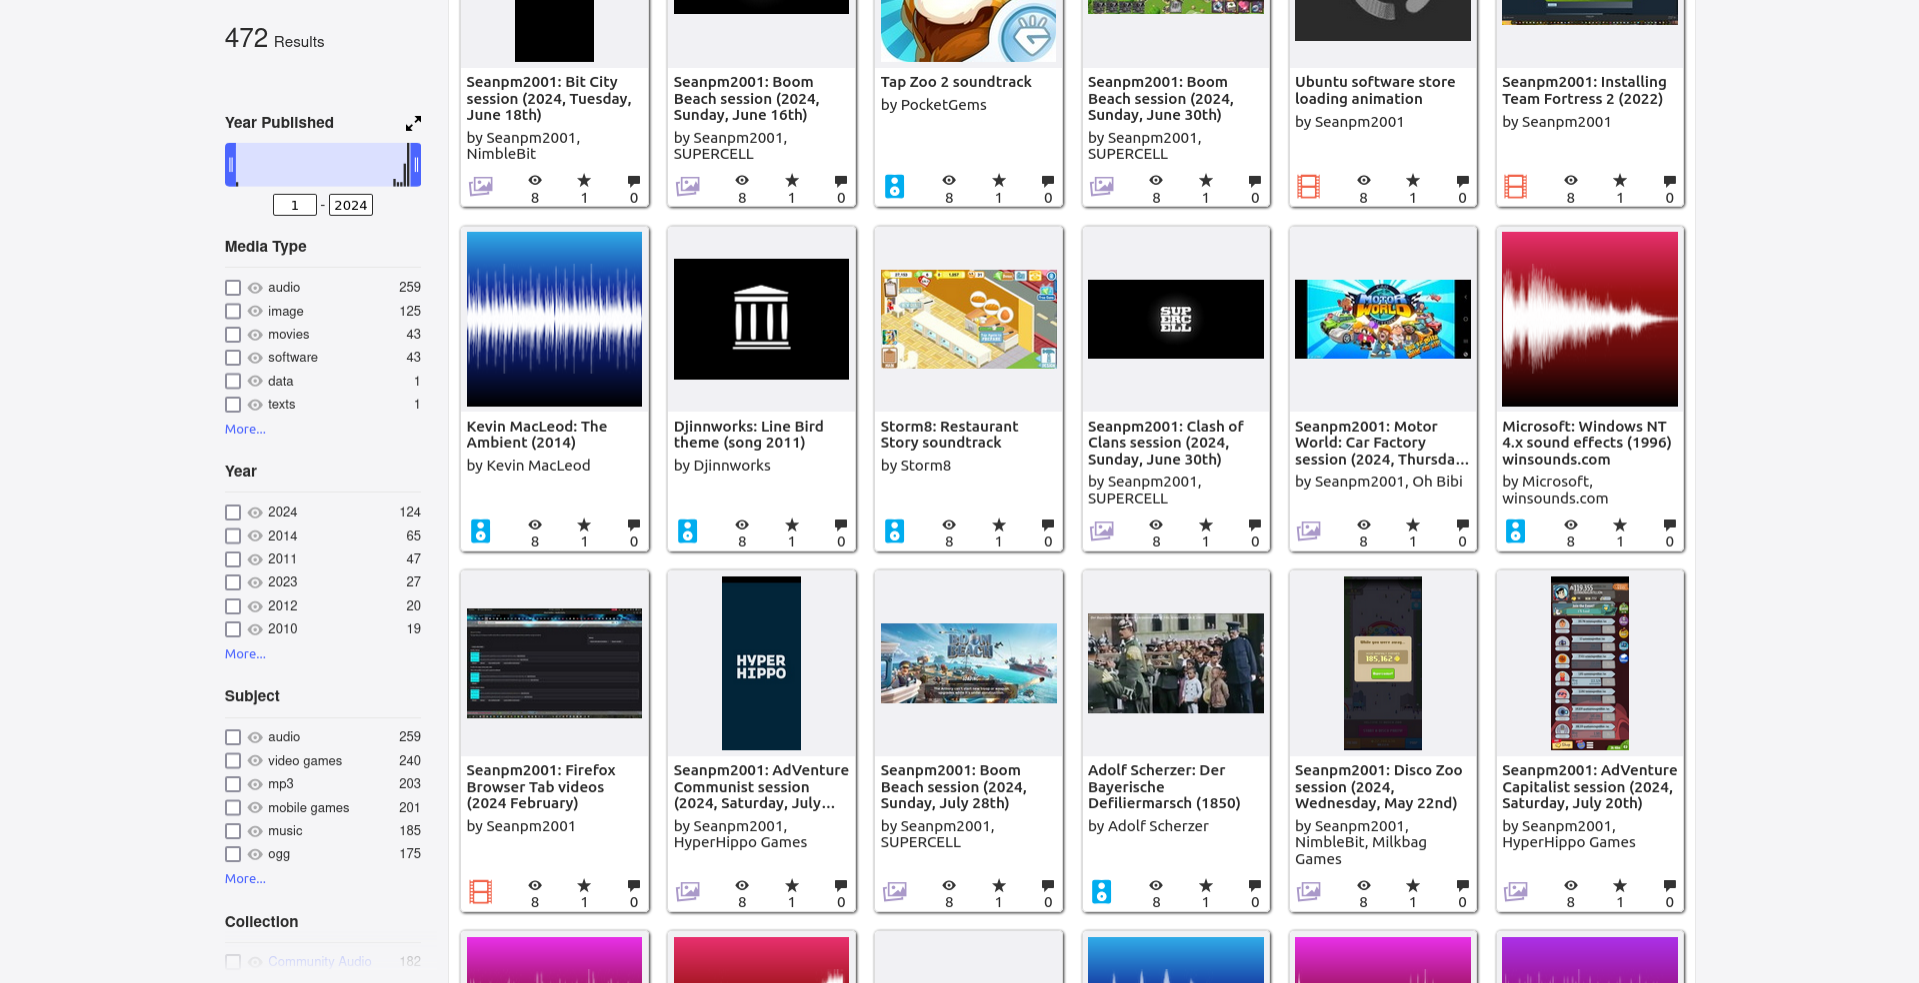 472 Results
Year Published
1 - 2024
Media Type
audio 259
image 125
movies 43
software 43
data 1
texts 1
More...
Year
2024 124
2014 65
2011 47
2023 27
2012 20
2010 19
More...
Subject
audio 259
video games 240
mp3 203
mobile games 201
music 185
ogg 175
More...
Collection
Community Audio 182
Seanpm2001: Bit City
session (2024, Tuesday,
June 18th)
by Seanpm2001,
NimbleBit
8 1 0
Seanpm2001: Boom
Beach session (2024,
Sunday, June 16th)
by Seanpm2001,
SUPERCELL
8 1 0
Tap Zoo 2 soundtrack
by PocketGems
8 1 0
Seanpm2001: Boom
Beach session (2024,
Sunday, June 30th)
by Seanpm2001,
SUPERCELL
8 1 0
Ubuntu software store
loading animation
by Seanpm2001
8 1 0
Seanpm2001: Installing
Team Fortress 2 (2022)
by Seanpm2001
8 1 0
Kevin MacLeod: The
Ambient (2014)
by Kevin MacLeod
8 1 0
Djinnworks: Line Bird
theme (song 2011)
by Djinnworks
8 1 0
Storm8: Restaurant
Story soundtrack
by Storm8
8 1 0
SUP
ERC
ELL
Seanpm2001: Clash of
Clans session (2024,
Sunday, June 30th)
by Seanpm2001,
SUPERCELL
8 1 0
MOTOR
WORLD
Seanpm2001: Motor
World: Car Factory
session (2024, Thursda...
by Seanpm2001, Oh Bibi
8 1 0
Microsoft: Windows NT
4.x sound effects (1996)
winsounds.com
by Microsoft,
winsounds.com
8 1 0
Seanpm2001: Firefox
Browser Tab videos
(2024 February)
by Seanpm2001
8 1 0
HYPER
HIPPO
Seanpm2001: AdVenture
Communist session
(2024, Saturday, July...
by Seanpm2001,
HyperHippo Games
8 1 0
BOOM
BEACH
Seanpm2001: Boom
Beach session (2024,
Sunday, July 28th)
by Seanpm2001,
SUPERCELL
8 1 0
Adolf Scherzer: Der
Bayerische
Defiliermarsch (1850)
by Adolf Scherzer
8 1 0
While you were away...
185,162
Seanpm2001: Disco Zoo
session (2024,
Wednesday, May 22nd)
by Seanpm2001,
NimbleBit, Milkbag
Games
8 1 0
Seanpm2001: AdVenture
Capitalist session (2024,
Saturday, July 20th)
by Seanpm2001,
HyperHippo Games
8 1 0